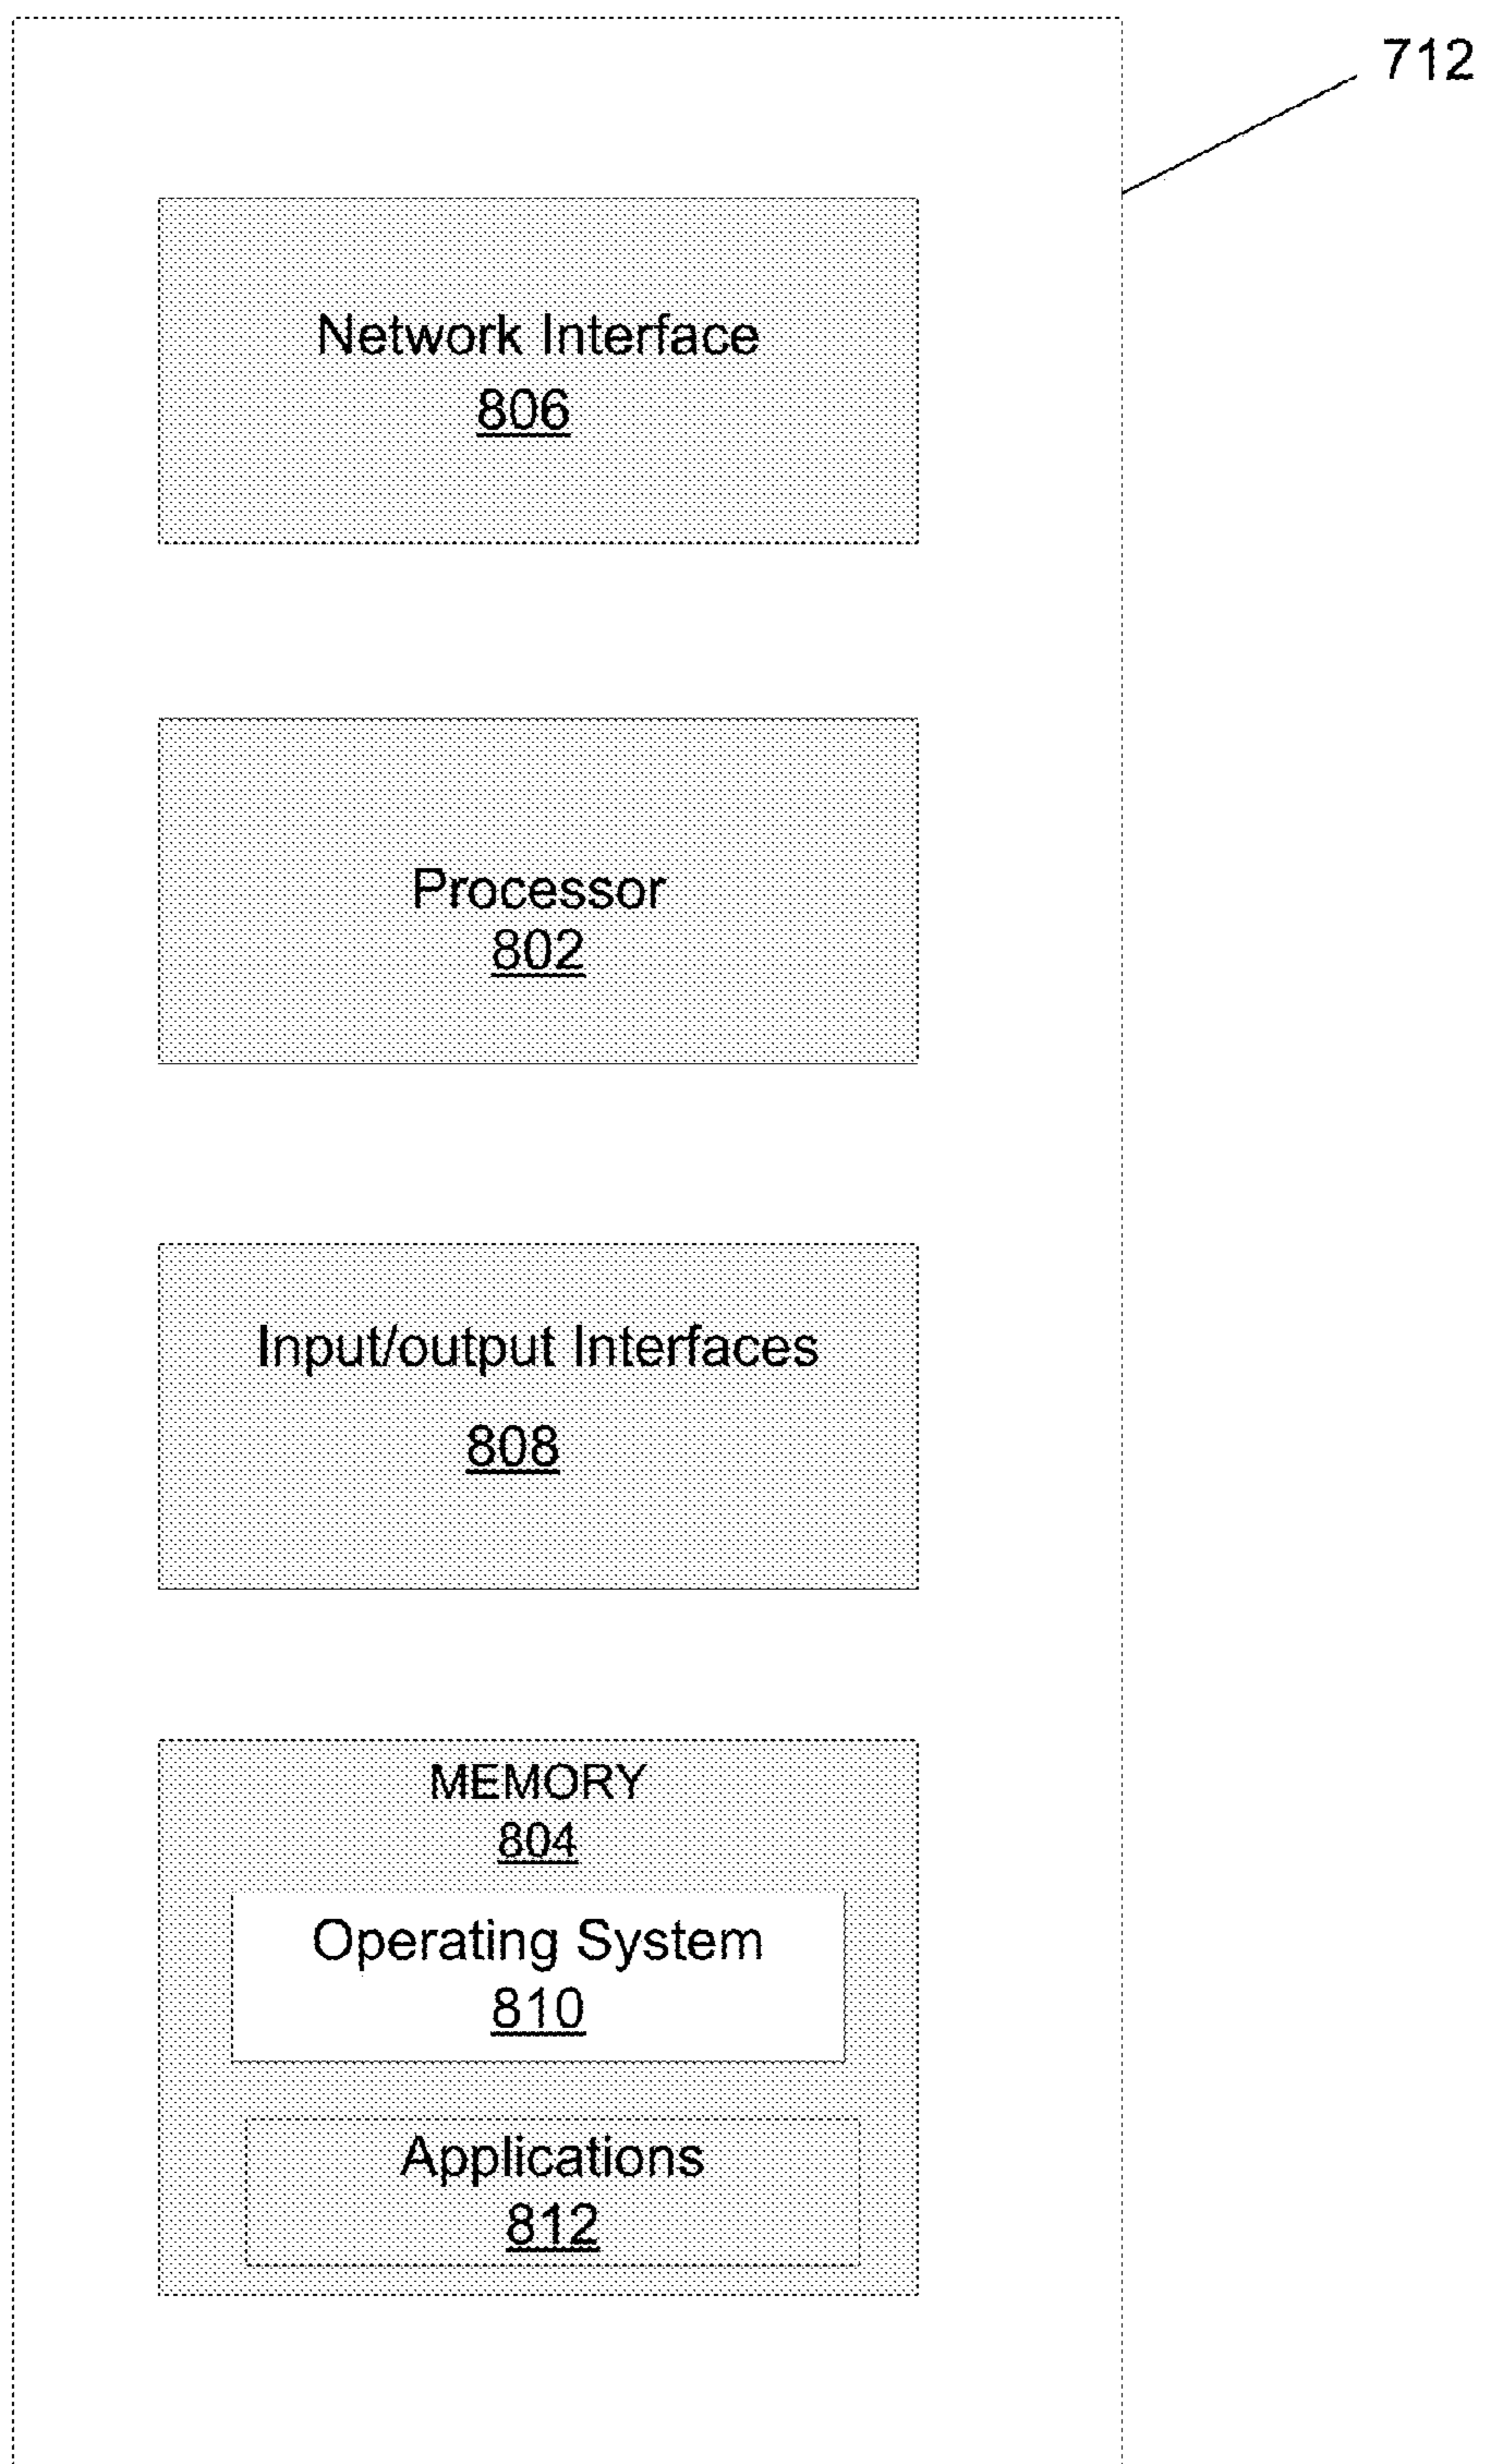 712
Network Interface
806
Processor
802
Input/output Interfaces
808
MEMORY
804
Operating System
810
Applications
812